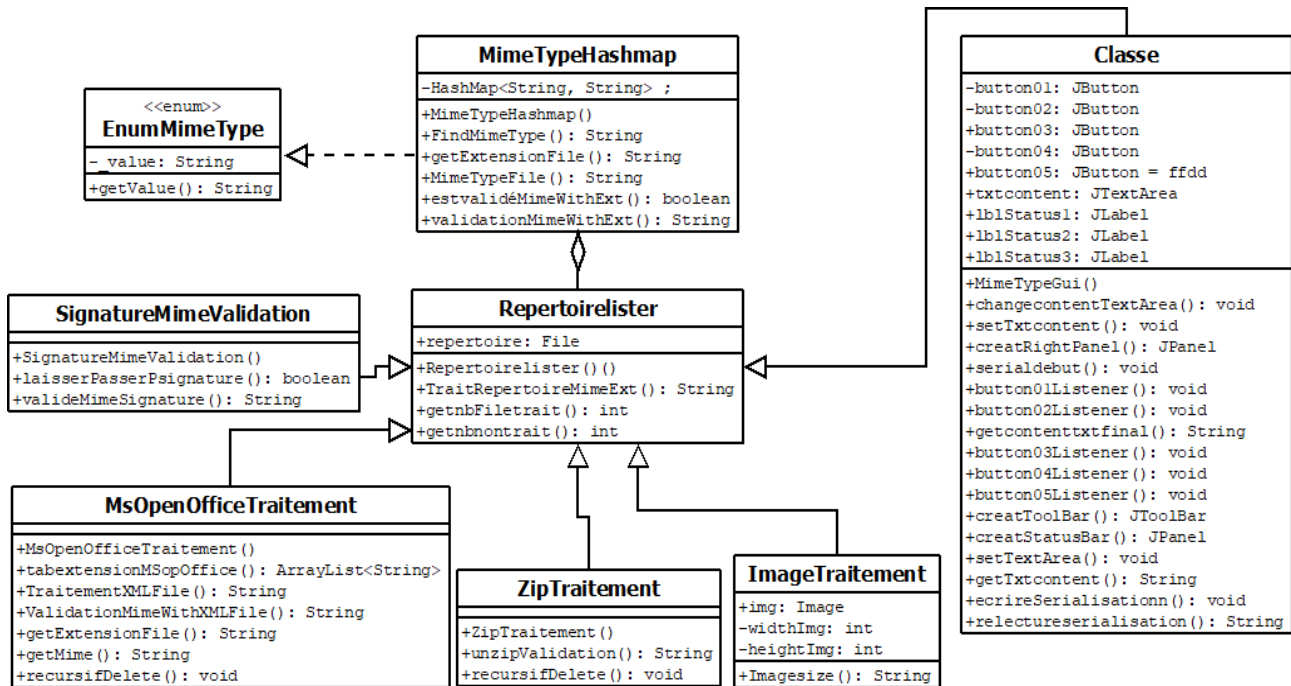 <<enum>>
EnumMimeType
-_value: String
+getValue(): String
MimeTypeHashmap
-HashMap<String, String> ;
+MimeTypeHashmap()
+FindMimeType(): String
+getExtensionFile(): String
+MimeTypeFile(): String
+estvalidéMimeWithExt(): boolean
+validationMimeWithExt(): String
Classe
-button01: JButton
-button02: JButton
+button03: JButton
-button04: JButton
+button05: JButton = ffdd
+txtcontent: JTextArea
+lblStatus1: JLabel
+lblStatus2: JLabel
+lblStatus3: JLabel
+MimeTypeGui()
+changecontentTextArea(): void
+setTxtcontent(): void
+creatRightPanel(): JPanel
+serialdebut(): void
+button01Listener(): void
+button02Listener(): void
+getcontenttxtfinal(): String
+button03Listener(): void
+button04Listener(): void
+button05Listener(): void
+creatToolBar(): JToolBar
+creatStatusBar(): JPanel
+setTextArea(): void
+getTxtcontent(): String
+ecrireSerialisationn(): void
+relectureserialisation(): String
SignatureMimeValidation
+SignatureMimeValidation()
+laisserPasserPsignature(): boolean
+valideMimeSignature(): String
Repertoirelister
+repertoire: File
+Repertoirelister()()
+TraitRepertoireMimeExt(): String
+getnbFiletrait(): int
+getnbnontrait(): int
MsOpenOfficeTraitement
+MsOpenOfficeTraitement()
+tabextensionMSopOffice(): ArrayList<String>
+TraitementXMLFile(): String
+ValidationMimeWithXMLFile(): String
+getExtensionFile(): String
+getMime(): String
+recursifDelete(): void
ZipTraitement
+ZipTraitement()
+unzipValidation(): String
+recursifDelete(): void
ImageTraitement
+img: Image
-widthImg: int
-heightImg: int
+Imagesize(): String